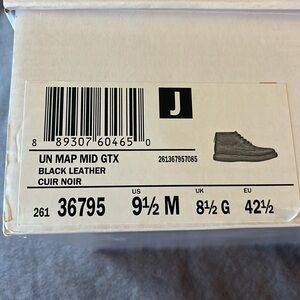 J
8 89307 60465 0
UN MAP MID GTX
261367957085
BLACK LEATHER
CUIR NOIR
US UK EU
261 36795 9½ M 8½ G 42½